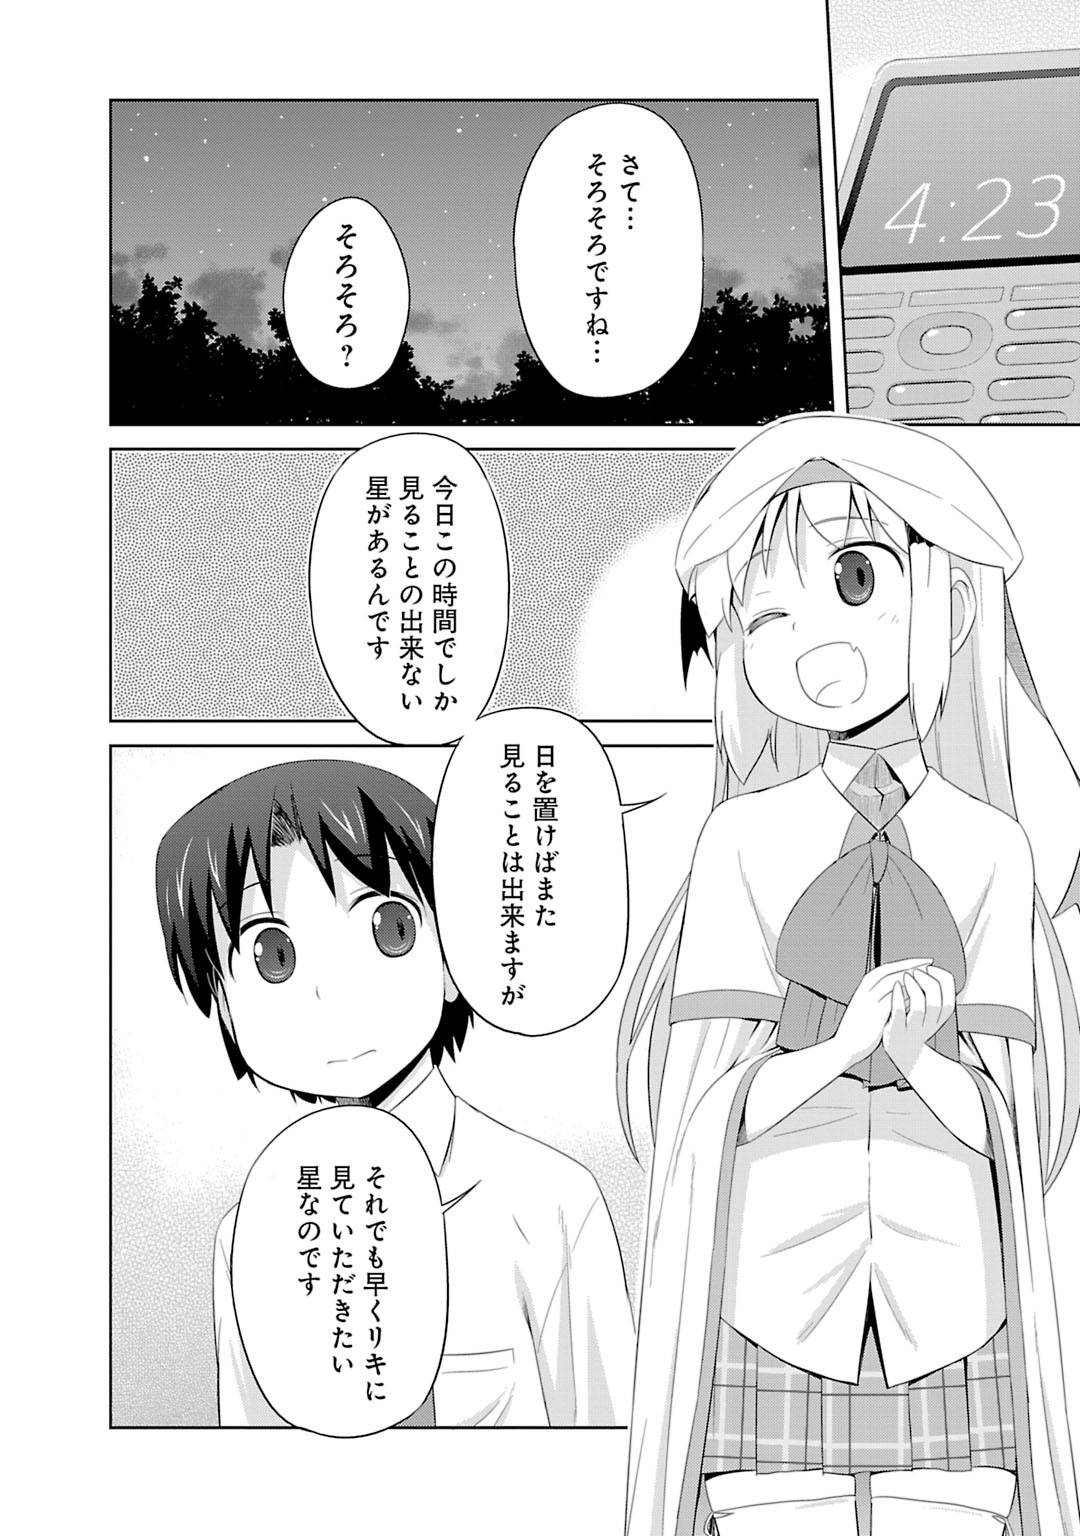 4:23
さて…
そろそろですね…
そろそろ？
今日この時間でしか
見ることの出来ない
星があるんです
日を置けばまた
見ることは出来ますが
それでも早くリキに
見ていただきたい
星なのです